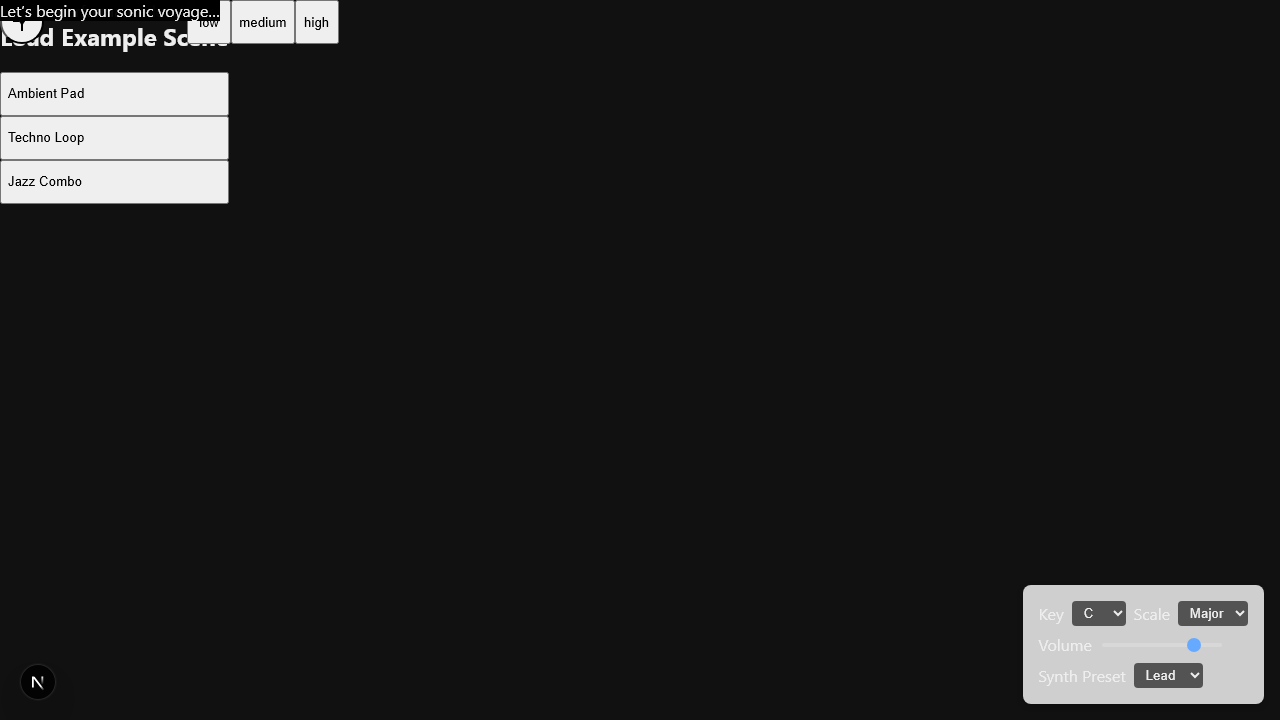 Let's begin your sonic voyage...
low medium high
Load Example Scene
Ambient Pad
Techno Loop
Jazz Combo
Key C Scale Major
Volume
Synth Preset Lead
N